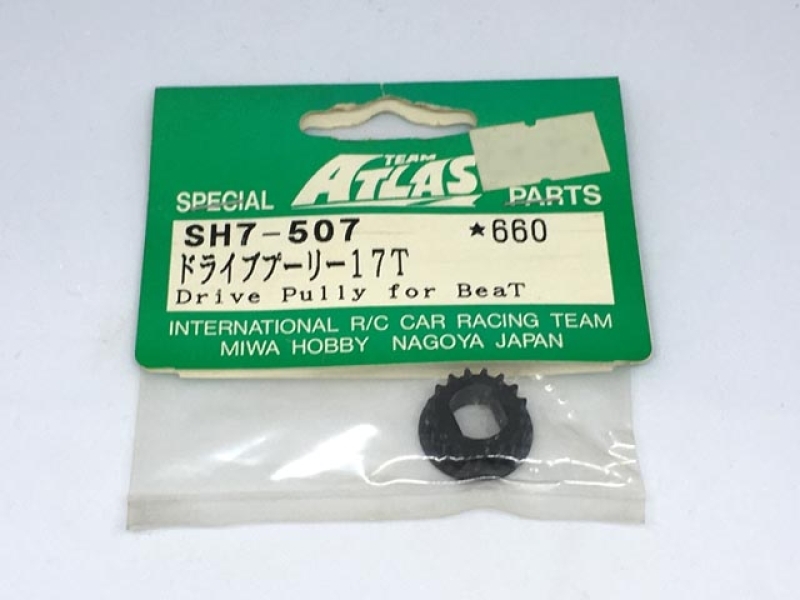 TEAM
ATLAS
SPECIAL PARTS
SH7-507 *660
ドライブプーリー17T
Drive Pully for BeaT
INTERNATIONAL R/C CAR RACING TEAM
MIWA HOBBY NAGOYA JAPAN